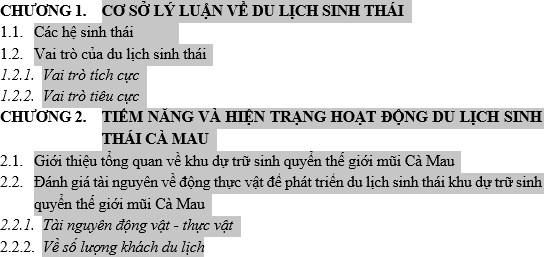 CHƯƠNG 1. CƠ SỞ LÝ LUẬN VỀ DU LỊCH SINH THÁI
1.1. Các hệ sinh thái
1.2. Vai trò của du lịch sinh thái
1.2.1. Vai trò tích cực
1.2.2. Vai trò tiêu cực
CHƯƠNG 2. TIỀM NĂNG VÀ HIỆN TRẠNG HOẠT ĐỘNG DU LỊCH SINH
THÁI CÀ MAU
2.1. Giới thiệu tổng quan về khu dự trữ sinh quyển thế giới mũi Cà Mau
2.2. Đánh giá tài nguyên về động thực vật để phát triển du lịch sinh thái khu dự trữ sinh
quyển thế giới mũi Cà Mau
2.2.1. Tài nguyên động vật - thực vật
2.2.2. Về số lượng khách du lịch